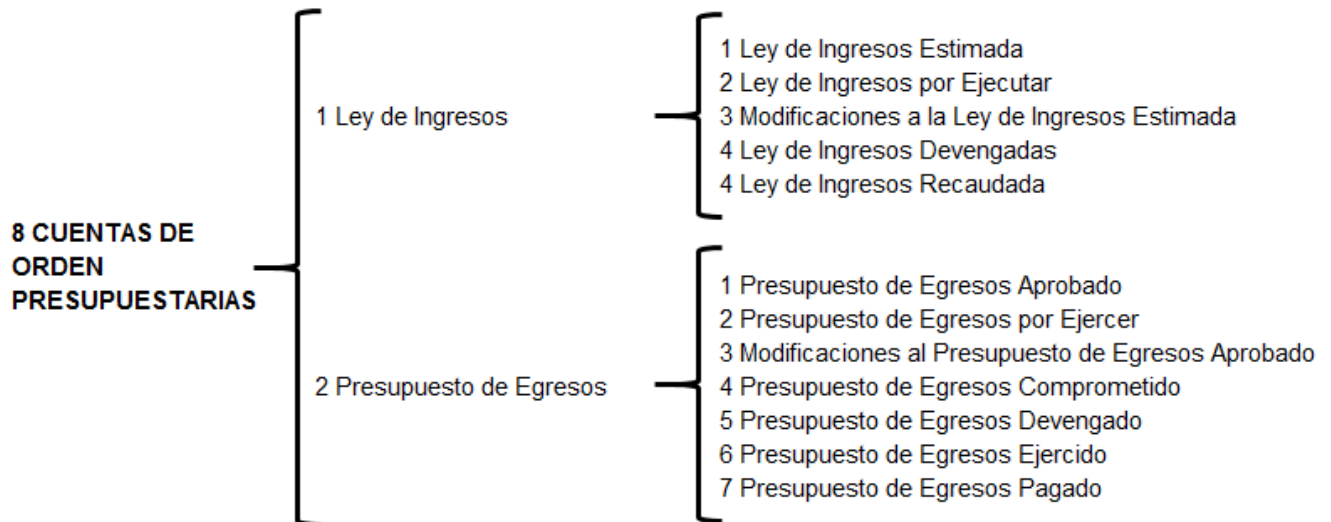 8 CUENTAS DE
ORDEN
PRESUPUESTARIAS
1 Ley de Ingresos
1 Ley de Ingresos Estimada
2 Ley de Ingresos por Ejecutar
3 Modificaciones a la Ley de Ingresos Estimada
4 Ley de Ingresos Devengadas
4 Ley de Ingresos Recaudada
2 Presupuesto de Egresos
1 Presupuesto de Egresos Aprobado
2 Presupuesto de Egresos por Ejercer
3 Modificaciones al Presupuesto de Egresos Aprobado
4 Presupuesto de Egresos Comprometido
5 Presupuesto de Egresos Devengado
6 Presupuesto de Egresos Ejercido
7 Presupuesto de Egresos Pagado